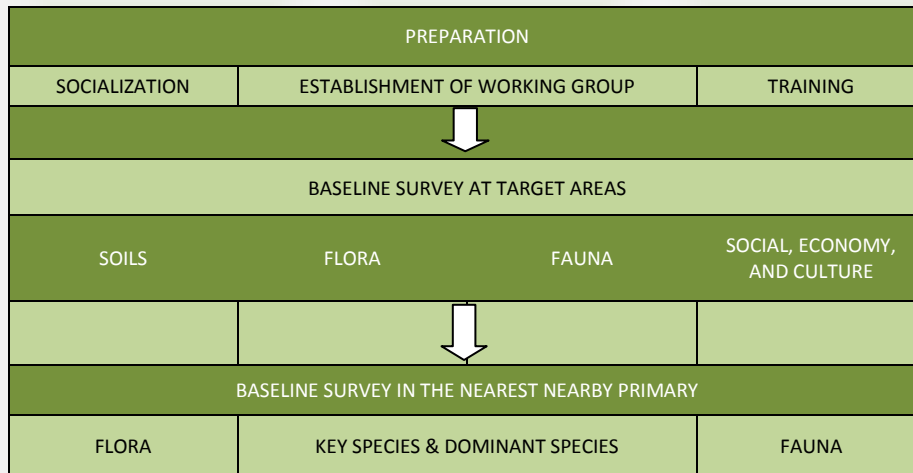 PREPARATION
SOCIALIZATION ESTABLISHMENT OF WORKING GROUP TRAINING
BASELINE SURVEY AT TARGET AREAS
SOILS FLORA FAUNA SOCIAL, ECONOMY,
AND CULTURE
BASELINE SURVEY IN THE NEAREST NEARBY PRIMARY
FLORA KEY SPECIES & DOMINANT SPECIES FAUNA